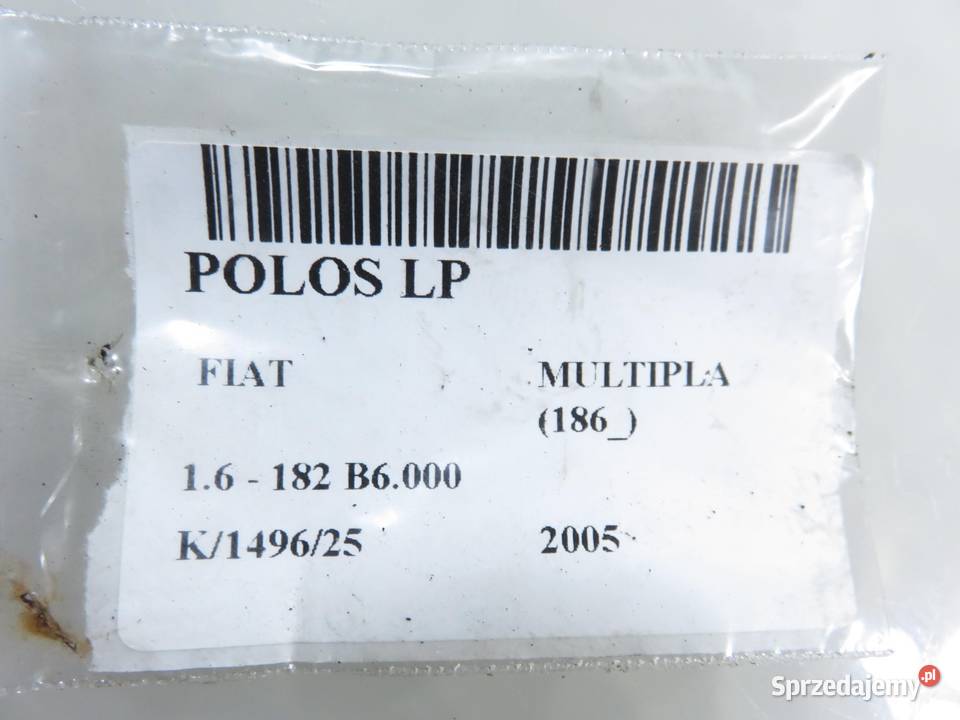 POLOS LP
FIAT MULTIPLA
(186_)
1.6 - 182 B6.000
K/1496/25 2005
Sprzedajemy.pl